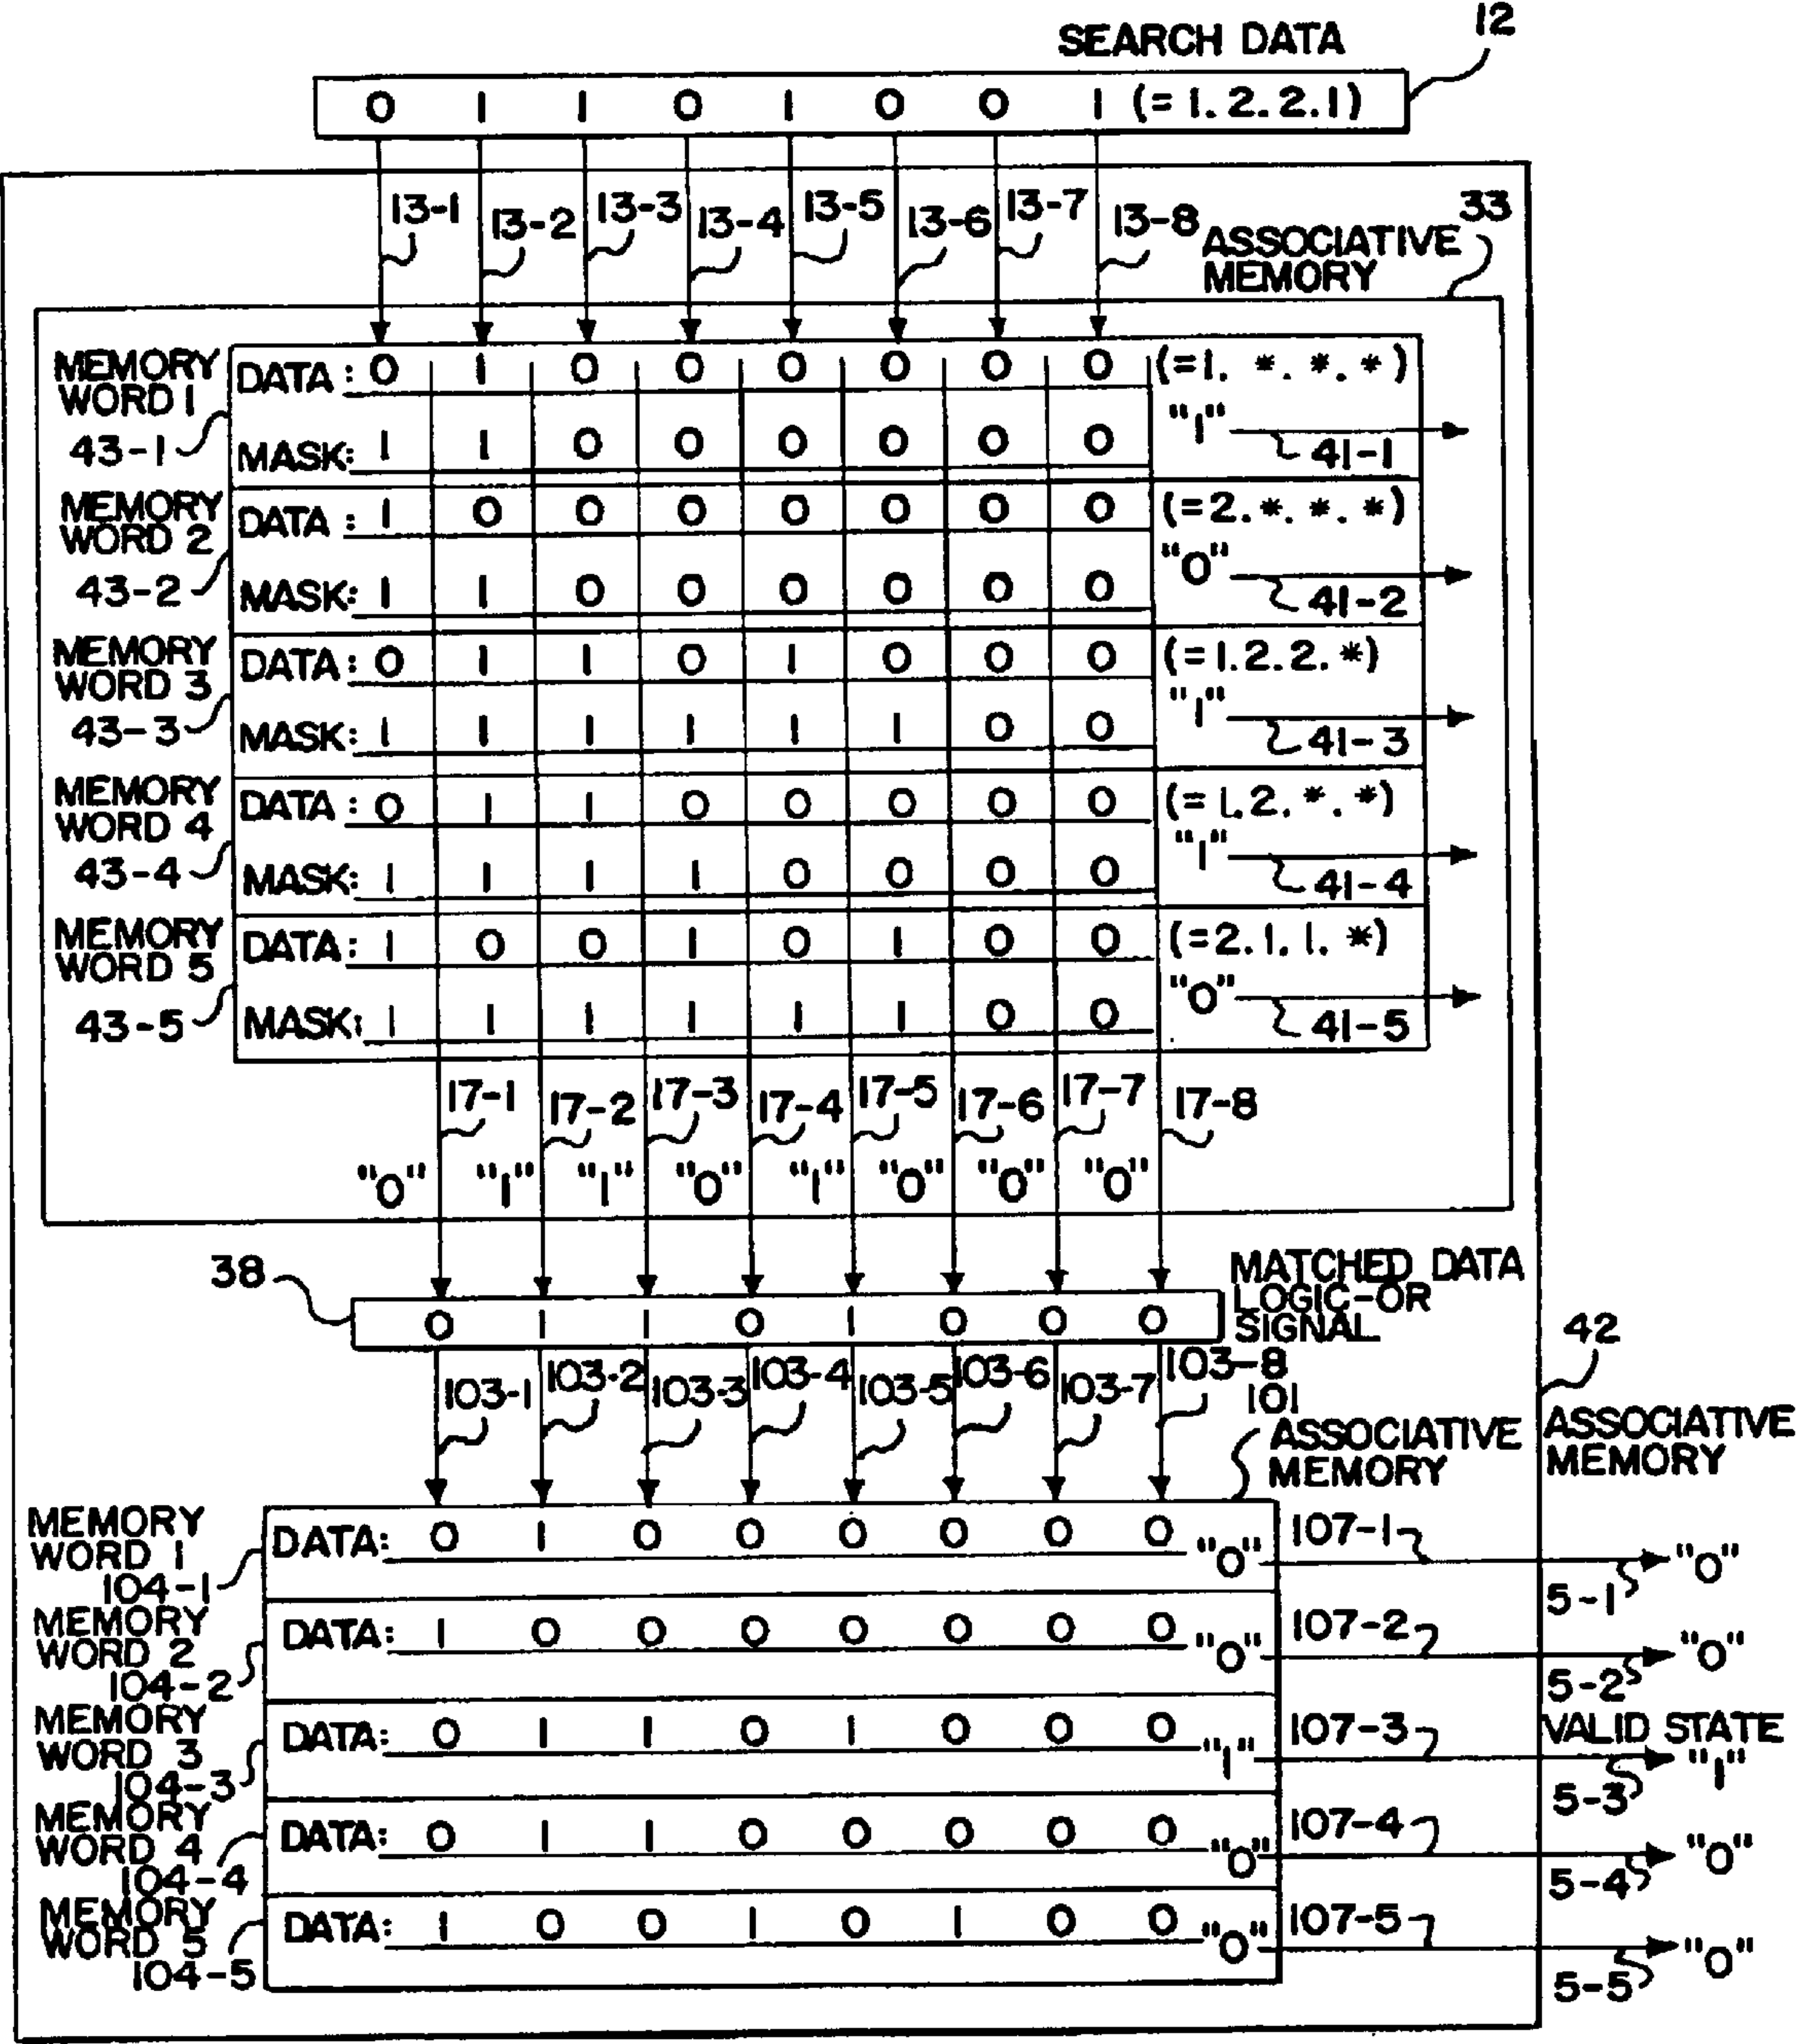 SEARCH DATA
12
0 1 1 0 1 0 0 1 (= 1. 2. 2. 1)
13-1 13-2 13-3 13-4 13-5 13-6 13-7 13-8
33
ASSOCIATIVE
MEMORY
MEMORY
WORD 1
43-1
DATA : 0 1 0 0 0 0 0 0 (=1. *. *. *)
MASK: 1 1 0 0 0 0 0 0 "1" 41-1
MEMORY
WORD 2
43-2
DATA : 1 0 0 0 0 0 0 0 (=2. *. *. *)
MASK: 1 1 0 0 0 0 0 0 "0" 41-2
MEMORY
WORD 3
43-3
DATA : 0 1 1 0 1 0 0 0 (=1.2.2. *)
MASK: 1 1 1 1 1 1 0 0 "1" 41-3
MEMORY
WORD 4
43-4
DATA : 0 1 1 0 0 0 0 0 (= 1.2. *. *)
MASK: 1 1 1 1 0 0 0 0 "1" 41-4
MEMORY
WORD 5
43-5
DATA: 1 0 0 1 0 1 0 0 (=2. 1. 1. *)
MASK: 1 1 1 1 1 1 0 0 "0" 41-5
17-1 17-2 17-3 17-4 17-5 17-6 17-7 17-8
"0" "1" "1" "0" "1" "0" "0" "0"
38
0 1 1 0 1 0 0 0
MATCHED DATA
LOGIC-OR
SIGNAL
42
ASSOCIATIVE
MEMORY
103-1 103-2 103-3 103-4 103-5 103-6 103-7 103-8
101
ASSOCIATIVE
MEMORY
MEMORY
WORD 1
104-1
DATA: 0 1 0 0 0 0 0 0 "0" 107-1 5-1 "0"
MEMORY
WORD 2
104-2
DATA: 1 0 0 0 0 0 0 0 "0" 107-2 5-2 "0"
MEMORY
WORD 3
104-3
DATA: 0 1 1 0 1 0 0 0 "1" 107-3 VALID STATE 5-3 "1"
MEMORY
WORD 4
104-4
DATA: 0 1 1 0 0 0 0 0 "0" 107-4 5-4 "0"
MEMORY
WORD 5
104-5
DATA: 1 0 0 1 0 1 0 0 "0" 107-5 5-5 "0"